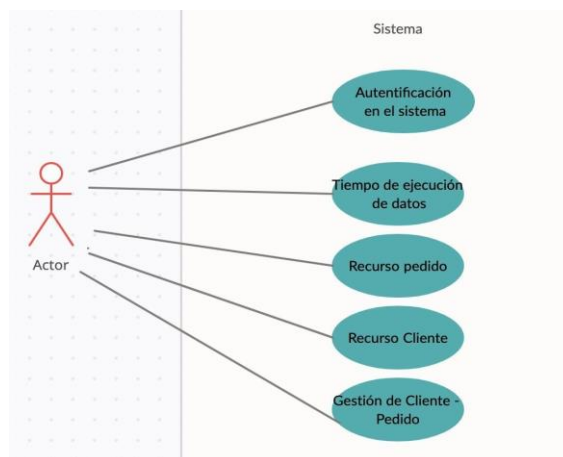 Sistema
Autentificación
en el sistema
Tiempo de ejecución
de datos
Recurso pedido
Actor
Recurso Cliente
Gestión de Cliente -
Pedido